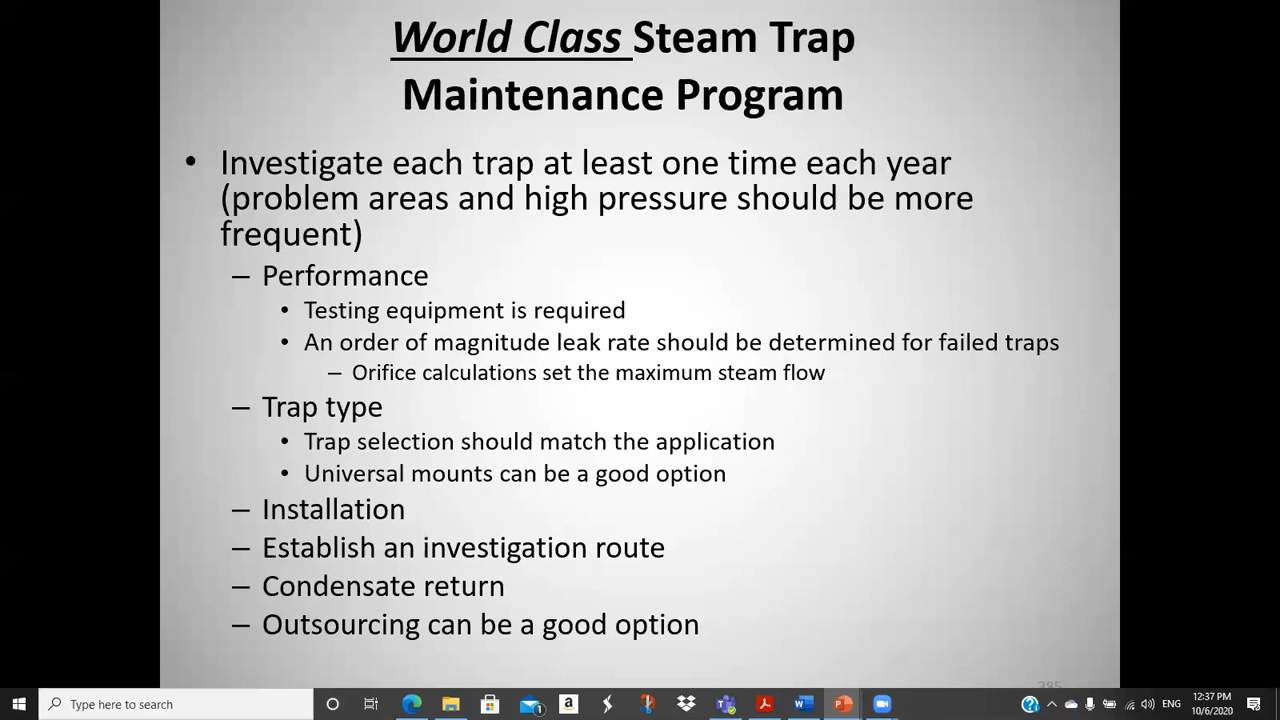 World Class Steam Trap
Maintenance Program
• Investigate each trap at least one time each year
(problem areas and high pressure should be more
frequent)
– Performance
• Testing equipment is required
• An order of magnitude leak rate should be determined for failed traps
– Orifice calculations set the maximum steam flow
– Trap type
• Trap selection should match the application
• Universal mounts can be a good option
– Installation
– Establish an investigation route
– Condensate return
– Outsourcing can be a good option
Type here to search
ENG
12:37 PM
10/6/2020